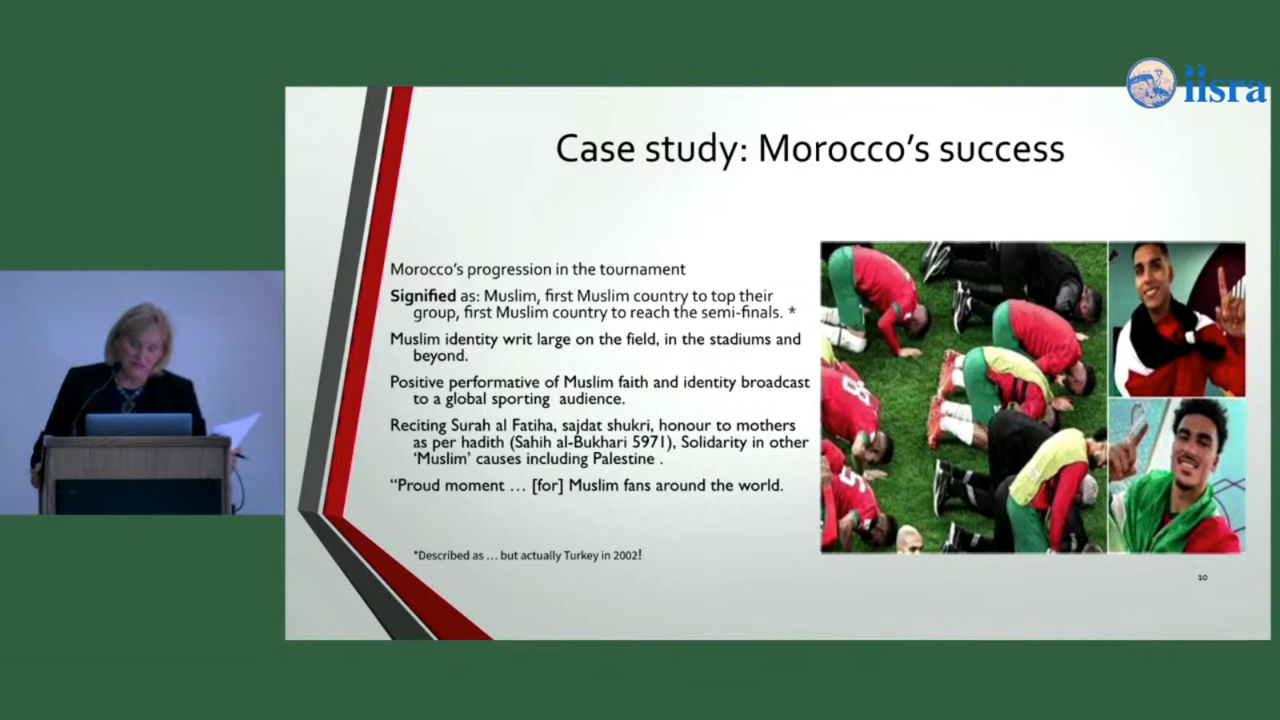 iisra
Case study: Morocco’s success
Morocco’s progression in the tournament
Signified as: Muslim, first Muslim country to top their
group, first Muslim country to reach the semi-finals. *
Muslim identity writ large on the field, in the stadiums and
beyond.
Positive performative of Muslim faith and identity broadcast
to a global sporting audience.
Reciting Surah al Fatiha, sajdat shukri, honour to mothers
as per hadith (Sahih al-Bukhari 5971), Solidarity in other
‘Muslim’ causes including Palestine .
“Proud moment … [for] Muslim fans around the world.
*Described as … but actually Turkey in 2002!
10
8
5